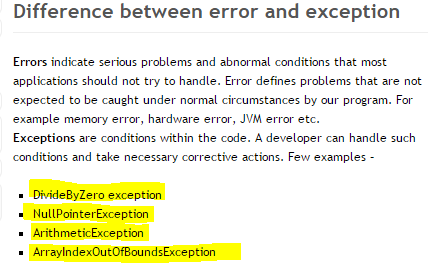 Difference between error and exception
Errors indicate serious problems and abnormal conditions that most
applications should not try to handle. Error defines problems that are not
expected to be caught under normal circumstances by our program. For
example memory error, hardware error, JVM error etc.
Exceptions are conditions within the code. A developer can handle such
conditions and take necessary corrective actions. Few examples –
▪ DivideByZero exception
▪ NullPointerException
▪ ArithmeticException
▪ ArrayIndexOutOfBoundsException